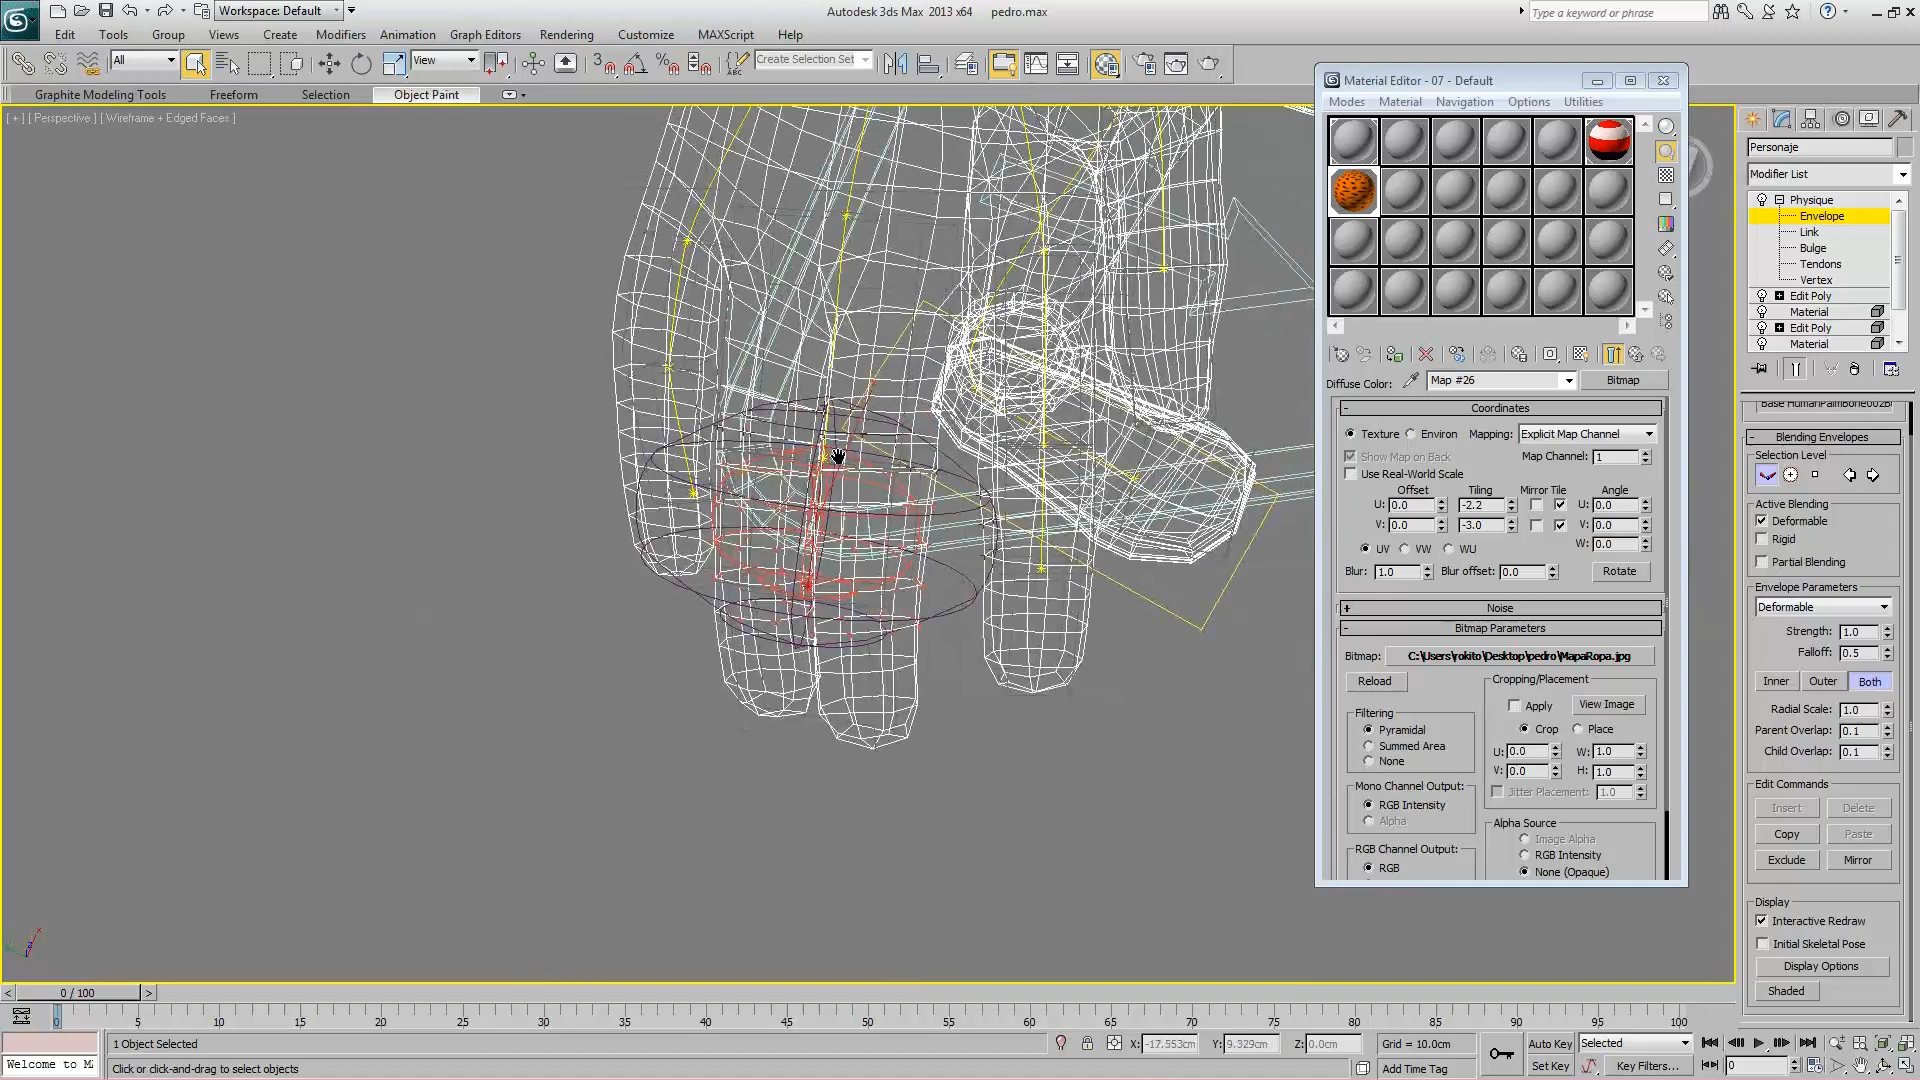 Workspace: Default
Autodesk 3ds Max 2013 x64 pedro.max
Type a keyword or phrase
Edit Tools Group Views Create Modifiers Animation Graph Editors Rendering Customize MAXScript Help
All View 3 Create Selection Set
Graphite Modeling Tools Freeform Selection Object Paint
[ + ] [ Perspective ] [ Wireframe + Edged Faces ]
Material Editor - 07 - Default
Modes Material Navigation Options Utilities
Diffuse Color: Map #26 Bitmap
- Coordinates
Texture Environ Mapping: Explicit Map Channel
Show Map on Back Map Channel: 1
Use Real-World Scale
Offset Tiling Mirror Tile Angle
U: 0.0 -2.2 U: 0.0
V: 0.0 -3.0 V: 0.0
W: 0.0
UV VW WU
Blur: 1.0 Blur offset: 0.0 Rotate
+ Noise
- Bitmap Parameters
Bitmap: C:\Users\rokito\Desktop\pedro\MapaRopa.jpg
Reload
Cropping/Placement
Apply View Image
Crop Place
U: 0.0 W: 1.0
V: 0.0 H: 1.0
Jitter Placement: 1.0
Filtering
Pyramidal
Summed Area
None
Mono Channel Output:
RGB Intensity
Alpha
RGB Channel Output:
RGB
Alpha Source
Image Alpha
RGB Intensity
None (Opaque)
Personaje
Modifier List
Physique
Envelope
Link
Bulge
Tendons
Vertex
Edit Poly
Material
Edit Poly
Material
Base HumanPalmBone002B
- Blending Envelopes
Selection Level
Active Blending
Deformable
Rigid
Partial Blending
Envelope Parameters
Deformable
Strength: 1.0
Falloff: 0.5
Inner Outer Both
Radial Scale: 1.0
Parent Overlap: 0.1
Child Overlap: 0.1
Edit Commands
Insert Delete
Copy Paste
Exclude Mirror
Display
Interactive Redraw
Initial Skeletal Pose
Display Options
Shaded
< 0 / 100 >
0 5 10 15 20 25 30 35 40 45 50 55 60 65 70 75 80 85 90 95 100
1 Object Selected X: -17.553cm Y: 9.329cm Z: 0.0cm Grid = 10.0cm Auto Key Selected
Welcome to Click or click-and-drag to select objects Add Time Tag Set Key Key Filters... 0